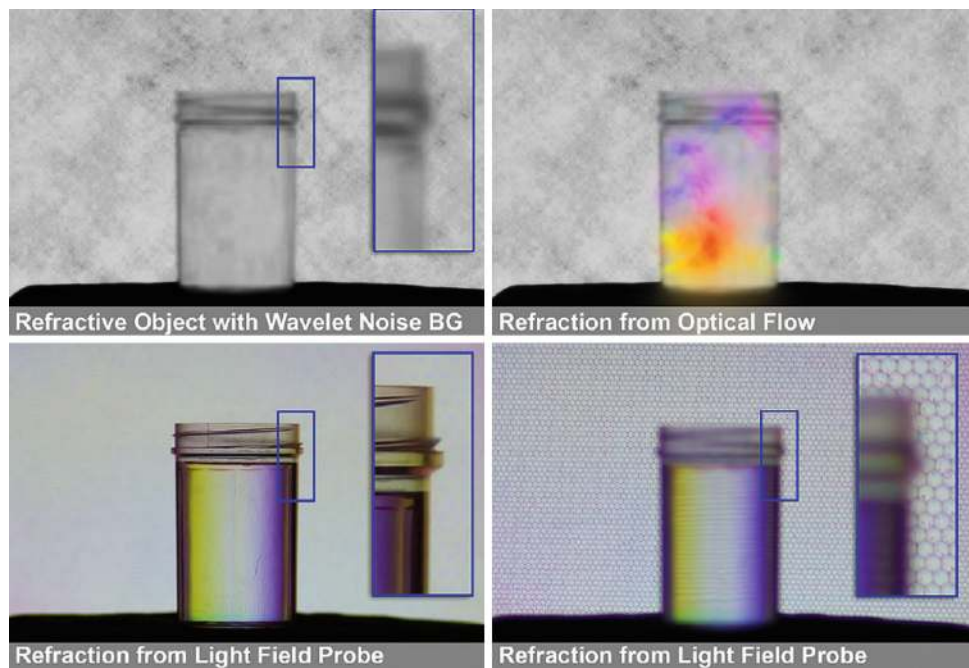 Refractive Object with Wavelet Noise BG
Refraction from Optical Flow
Refraction from Light Field Probe
Refraction from Light Field Probe